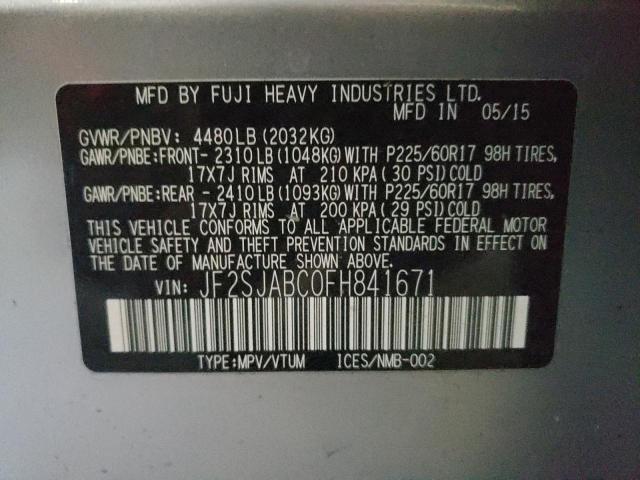 MFD BY FUJI HEAVY INDUSTRIES LTD.
MFD IN 05/15
GVWR/PNBV: 4480LB(2032KG)
GAWR/PNBE:FRONT- 2310LB(1048KG)WITH P225/60R17 98H TIRES,
17X7J RIMS AT 210 KPA(30 PSI)COLD
GAWR/PNBE:REAR - 2410LB(1093KG)WITH P225/60R17 98H TIRES,
17X7J RIMS AT 200 KPA(29 PSI)COLD
THIS VEHICLE CONFORMS TO ALL APPLICABLE FEDERAL MOTOR
VEHICLE SAFETY AND THEFT PREVENTION STANDARDS IN EFFECT ON
THE DATE OF MANUFACTURE SHOWN ABOVE.
VIN: JF2SJABC0FH841671
TYPE:MPV/VTUM ICES/NMB-002